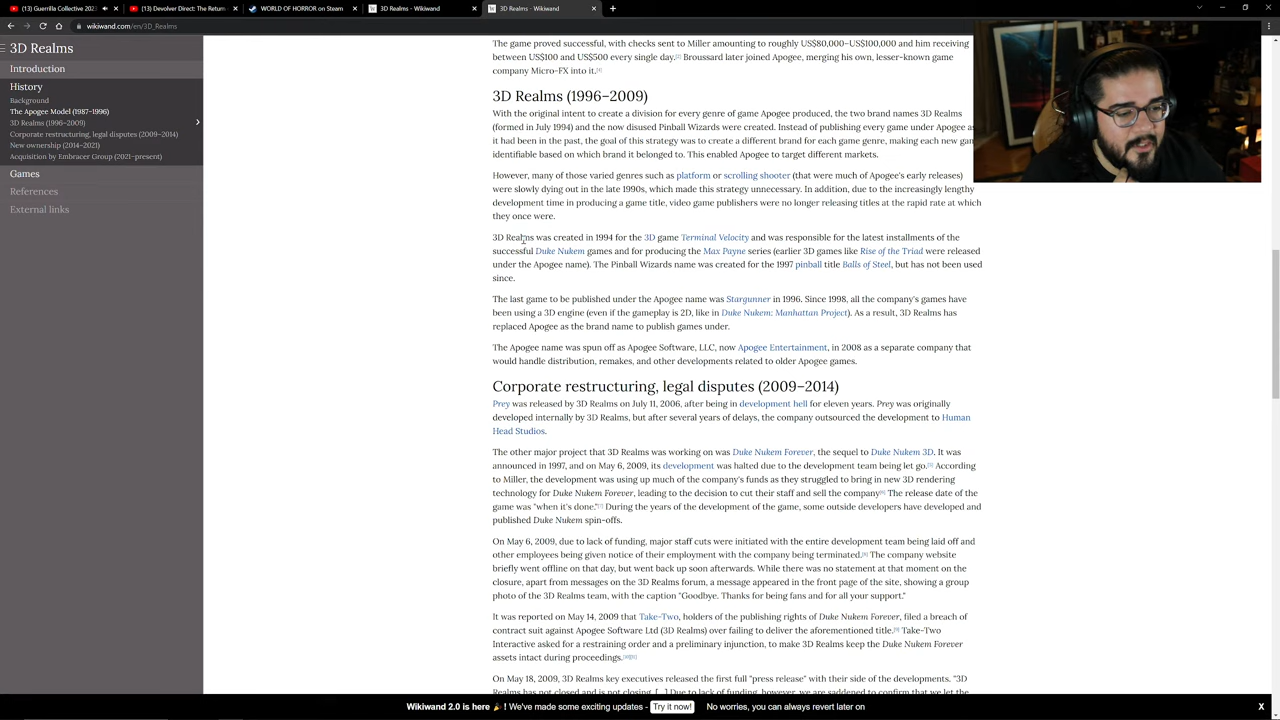 (13) Guerrilla Collective 202
(13) Devolver Direct: The Return
WORLD OF HORROR on Steam
3D Realms - Wikiwand
3D Realms - Wikiwand
wikiwand.com/en/3D_Realms
3D Realms
Introduction
History
Background
The Apogee Model (1987–1996)
3D Realms (1996–2009)
Corporate restructuring, legal disputes (2009–2014)
New ownership (2014–2021)
Acquisition by Embracer Group (2021–present)
Games
References
External links
The game proved successful, with checks sent to Miller amounting to roughly US$80,000–US$100,000 and him receiving
between US$100 and US$500 every single day.[2] Broussard later joined Apogee, merging his own, lesser-known game
company Micro-FX into it.[4]
3D Realms (1996–2009)
With the original intent to create a division for every genre of game Apogee produced, the two brand names 3D Realms
(formed in July 1994) and the now disused Pinball Wizards were created. Instead of publishing every game under Apogee as
it had been in the past, the goal of this strategy was to create a different brand for each game genre, making each new gam
identifiable based on which brand it belonged to. This enabled Apogee to target different markets.
However, many of those varied genres such as platform or scrolling shooter (that were much of Apogee's early releases)
were slowly dying out in the late 1990s, which made this strategy unnecessary. In addition, due to the increasingly lengthy
development time in producing a game title, video game publishers were no longer releasing titles at the rapid rate at which
they once were.
3D Realms was created in 1994 for the 3D game Terminal Velocity and was responsible for the latest installments of the
successful Duke Nukem games and for producing the Max Payne series (earlier 3D games like Rise of the Triad were released
under the Apogee name). The Pinball Wizards name was created for the 1997 pinball title Balls of Steel, but has not been used
since.
The last game to be published under the Apogee name was Stargunner in 1996. Since 1998, all the company's games have
been using a 3D engine (even if the gameplay is 2D, like in Duke Nukem: Manhattan Project). As a result, 3D Realms has
replaced Apogee as the brand name to publish games under.
The Apogee name was spun off as Apogee Software, LLC, now Apogee Entertainment, in 2008 as a separate company that
would handle distribution, remakes, and other developments related to older Apogee games.
Corporate restructuring, legal disputes (2009–2014)
Prey was released by 3D Realms on July 11, 2006, after being in development hell for eleven years. Prey was originally
developed internally by 3D Realms, but after several years of delays, the company outsourced the development to Human
Head Studios.
The other major project that 3D Realms was working on was Duke Nukem Forever, the sequel to Duke Nukem 3D. It was
announced in 1997, and on May 6, 2009, its development was halted due to the development team being let go.[5] According
to Miller, the development was using up much of the company's funds as they struggled to bring in new 3D rendering
technology for Duke Nukem Forever, leading to the decision to cut their staff and sell the company[6] The release date of the
game was "when it's done."[7] During the years of the development of the game, some outside developers have developed and
published Duke Nukem spin-offs.
On May 6, 2009, due to lack of funding, major staff cuts were initiated with the entire development team being laid off and
other employees being given notice of their employment with the company being terminated.[8] The company website
briefly went offline on that day, but went back up soon afterwards. While there was no statement at that moment on the
closure, apart from messages on the 3D Realms forum, a message appeared in the front page of the site, showing a group
photo of the 3D Realms team, with the caption "Goodbye. Thanks for being fans and for all your support."
It was reported on May 14, 2009 that Take-Two, holders of the publishing rights of Duke Nukem Forever, filed a breach of
contract suit against Apogee Software Ltd (3D Realms) over failing to deliver the aforementioned title.[9] Take-Two
Interactive asked for a restraining order and a preliminary injunction, to make 3D Realms keep the Duke Nukem Forever
assets intact during proceedings.[10][11]
On May 18, 2009, 3D Realms key executives released the first full "press release" with their side of the developments. "3D
Realms has not closed and is not closing. [...] Due to lack of funding, however, we are saddened to confirm that we let the
Wikiwand 2.0 is here 🎉! We've made some exciting updates - Try it now! No worries, you can always revert later on X